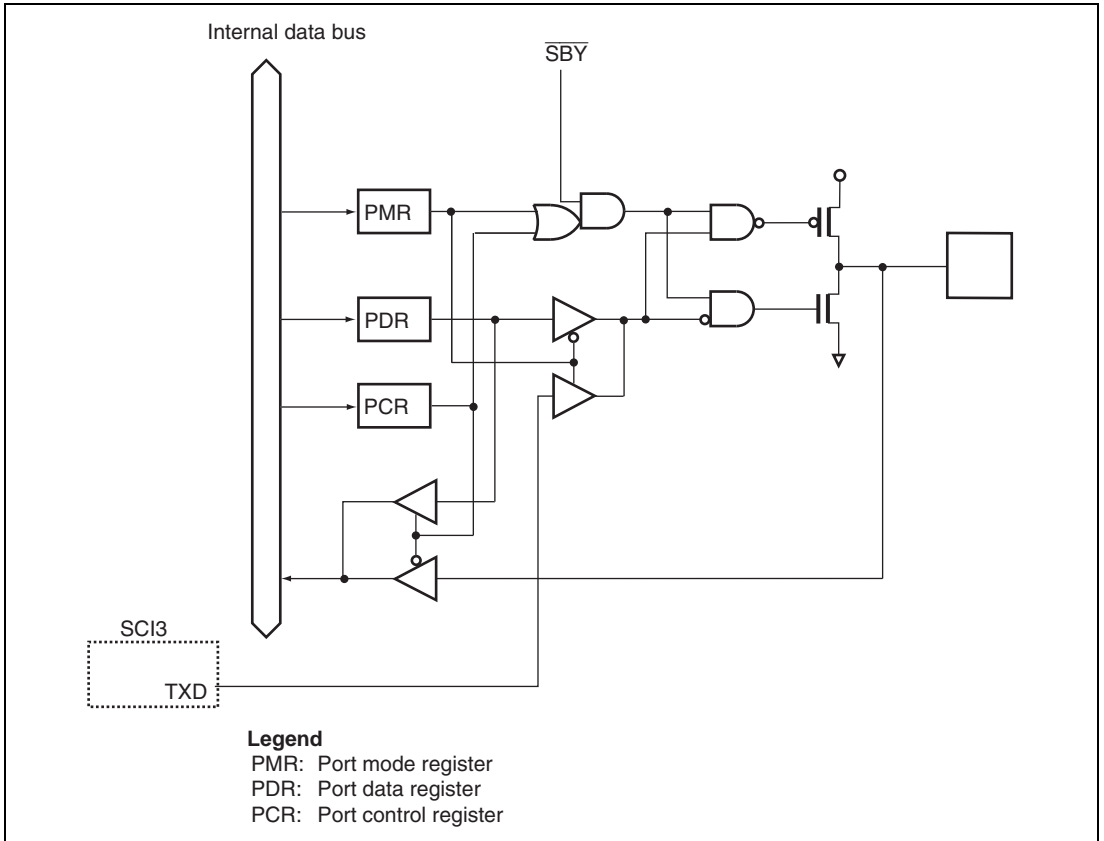 Internal data bus
SBY
PMR
PDR
PCR
SCI3
TXD
Legend
PMR: Port mode register
PDR: Port data register
PCR: Port control register